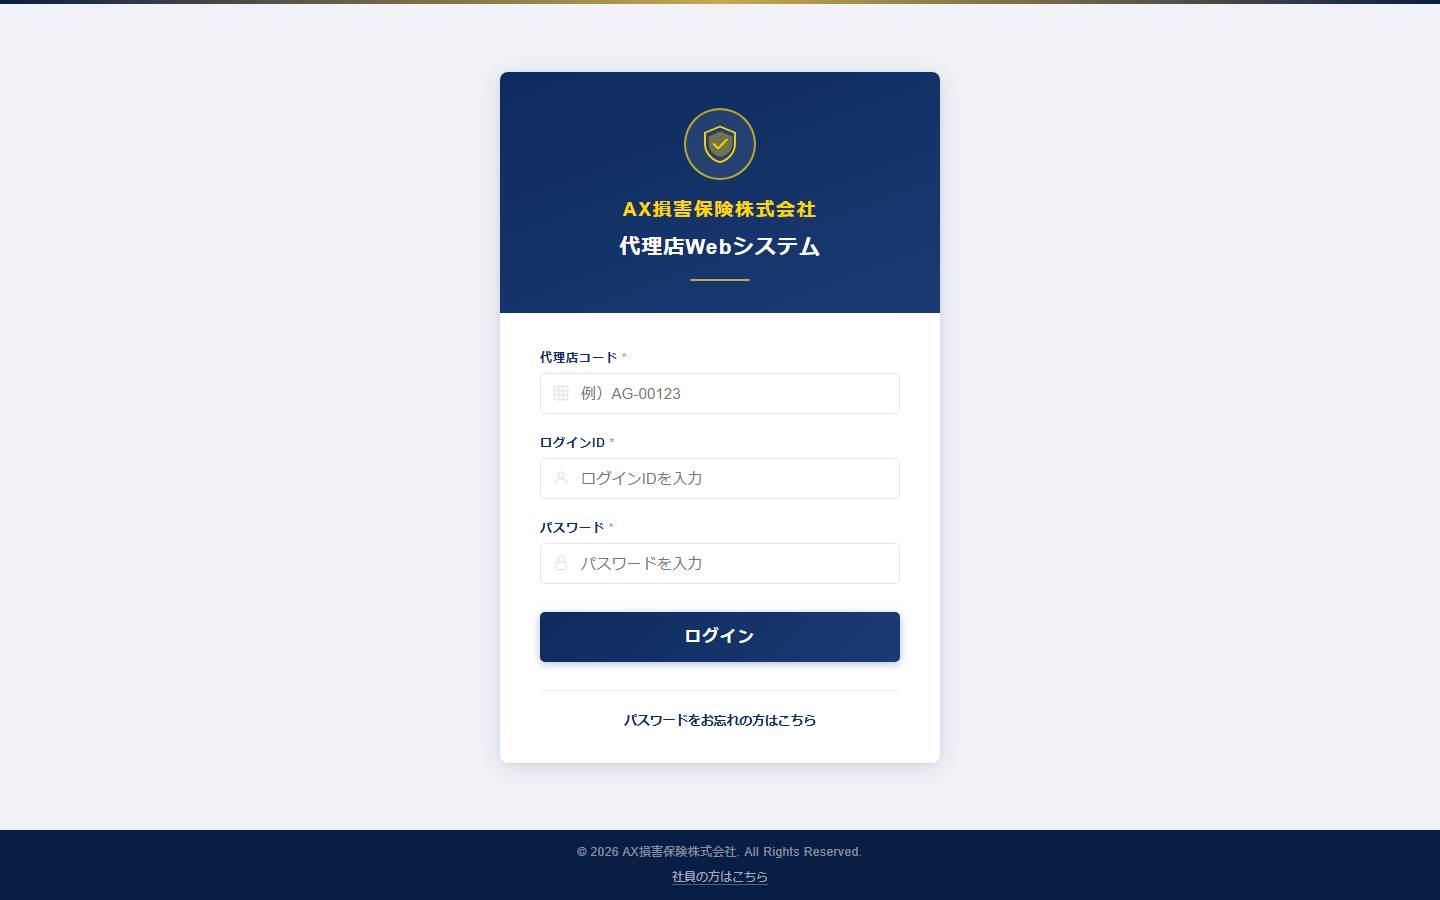 AX損害保険株式会社
代理店Webシステム
代理店コード *
例）AG-00123
ログインID *
ログインIDを入力
パスワード *
パスワードを入力
ログイン
パスワードをお忘れの方はこちら
© 2026 AX損害保険株式会社. All Rights Reserved.
社員の方はこちら